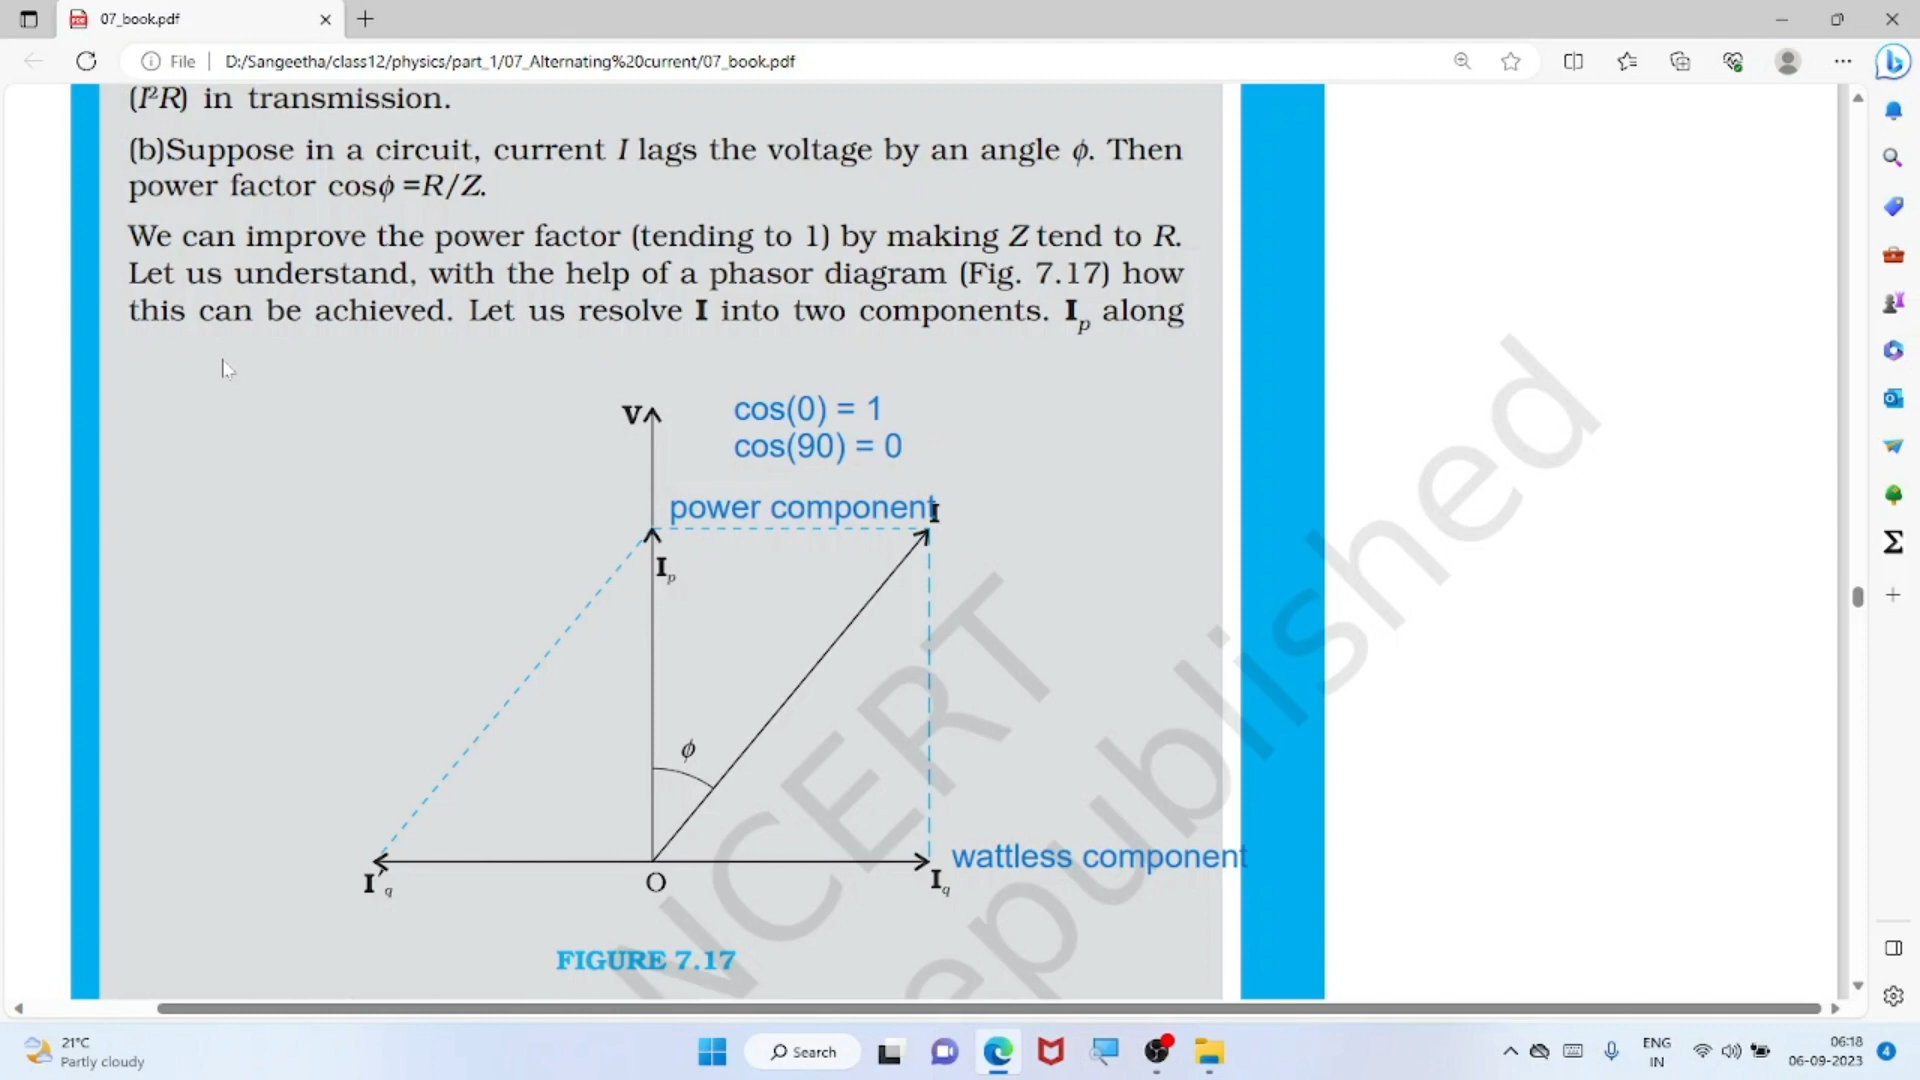 07_book.pdf
File
D:/Sangeetha/class12/physics/part_1/07_Alternating%20current/07_book.pdf
(I²R) in transmission.
(b)Suppose in a circuit, current I lags the voltage by an angle ϕ. Then
power factor cosϕ =R/Z.
We can improve the power factor (tending to 1) by making Z tend to R.
Let us understand, with the help of a phasor diagram (Fig. 7.17) how
this can be achieved. Let us resolve I into two components. Ip along
V
cos(0) = 1
cos(90) = 0
power component
I
Ip
ϕ
wattless component
I'q
O
Iq
FIGURE 7.17
NCERT
republished
21°C
Partly cloudy
Search
ENG
IN
06:18
06-09-2023
4